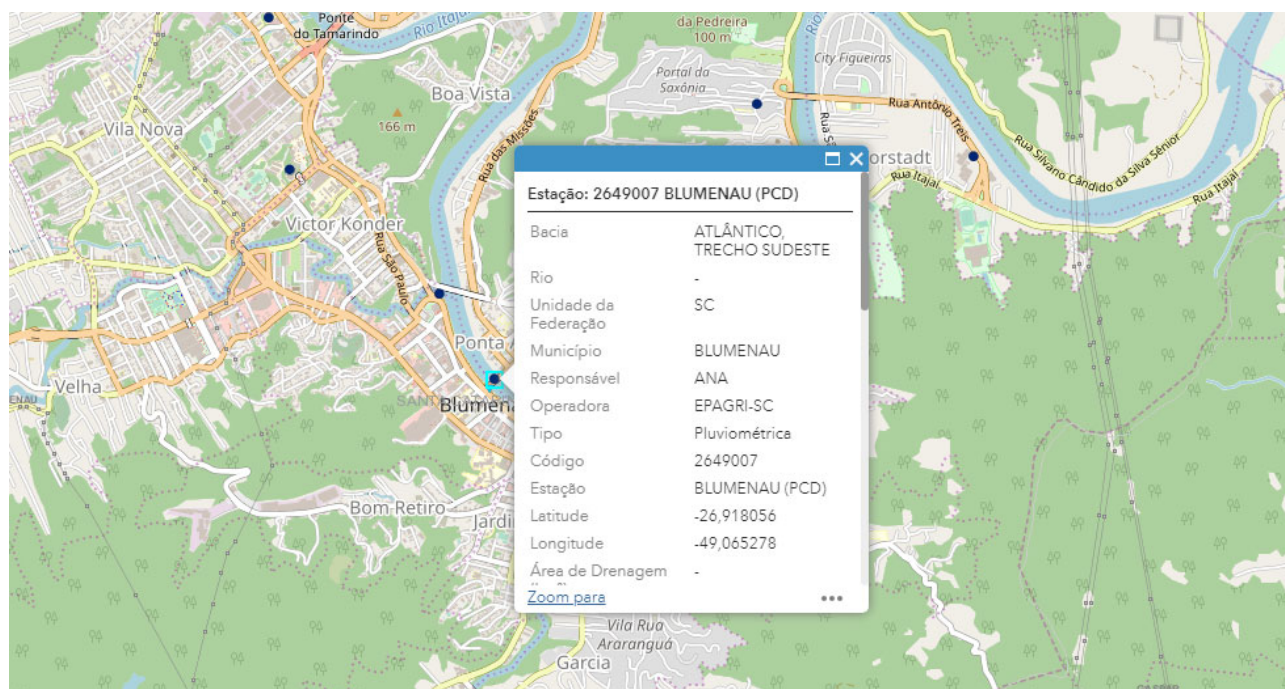 Ponte
do Tamarindo
Rio Itajaí
da Pedreira
100 m
City Figueiras
Portal da
Saxônia
Boa Vista
166 m
Vila Nova
Rua das Missões
Rua Antônio Treis
Rua Silvano Cândido da Silva Sênior
orstadt
Rua Itajaí
Rua Itajaí
Victor Konder
Rua São Paulo
Ponta A
Velha
ENAU
Blumen
Bom Retiro
Jardi
Estação: 2649007 BLUMENAU (PCD)
Bacia ATLÂNTICO,
TRECHO SUDESTE
Rio -
Unidade da SC
Federação
Município BLUMENAU
Responsável ANA
Operadora EPAGRI-SC
Tipo Pluviométrica
Código 2649007
Estação BLUMENAU (PCD)
Latitude -26,918056
Longitude -49,065278
Área de Drenagem -
Zoom para
Vila Rua
Araranguá
Garcia